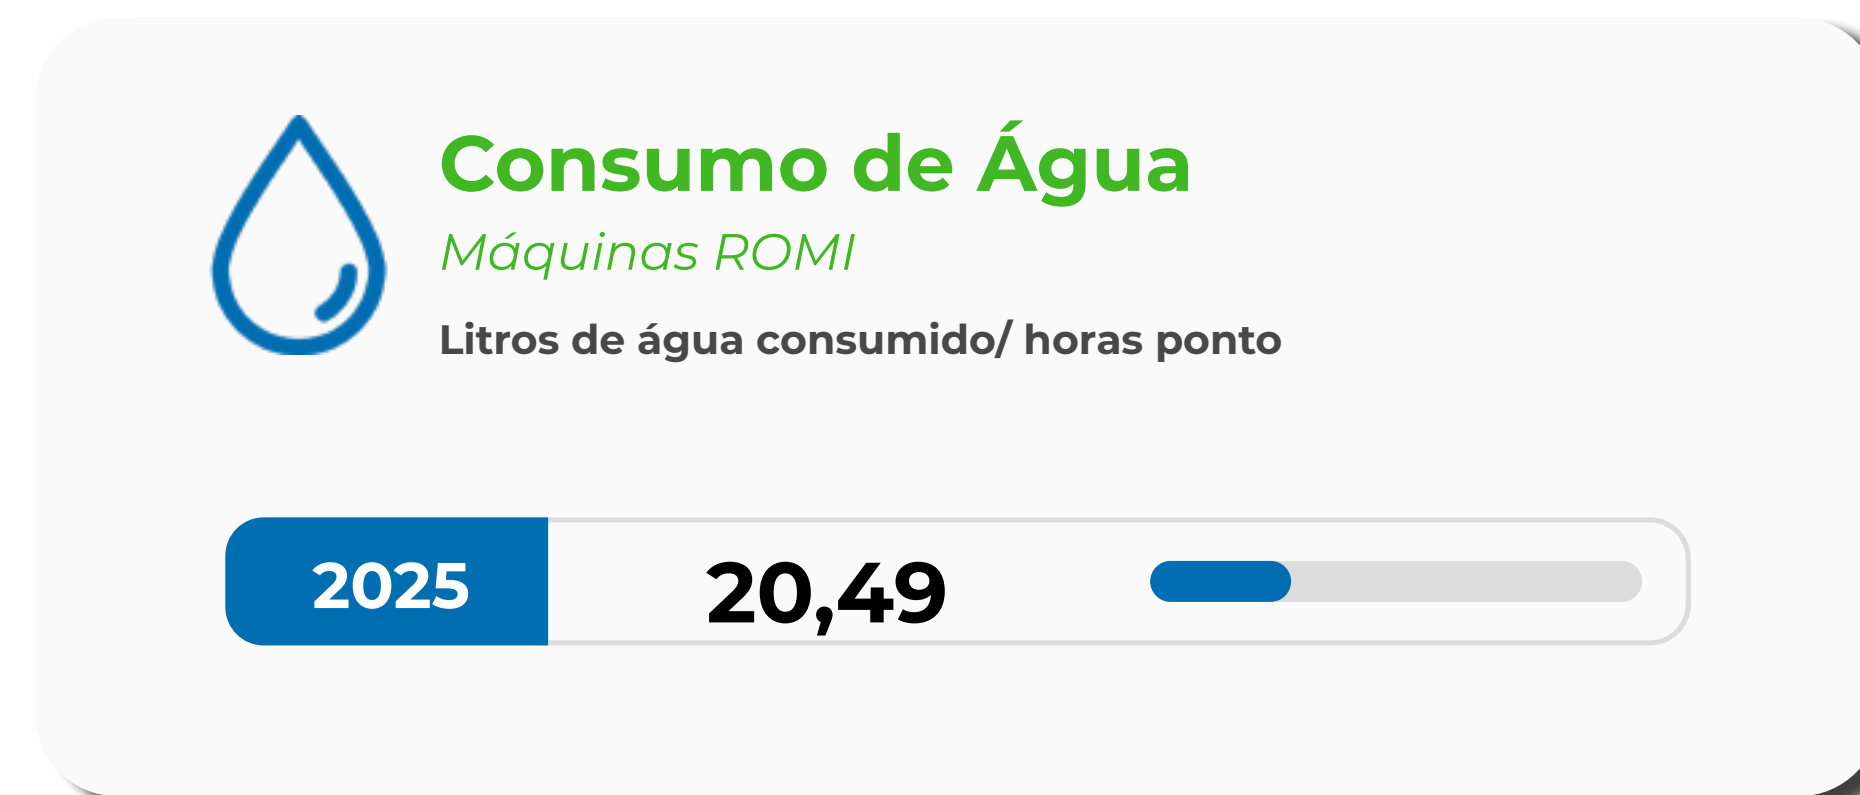 Consumo de Água
Máquinas ROMI
Litros de água consumido/ horas ponto
2025
20,49